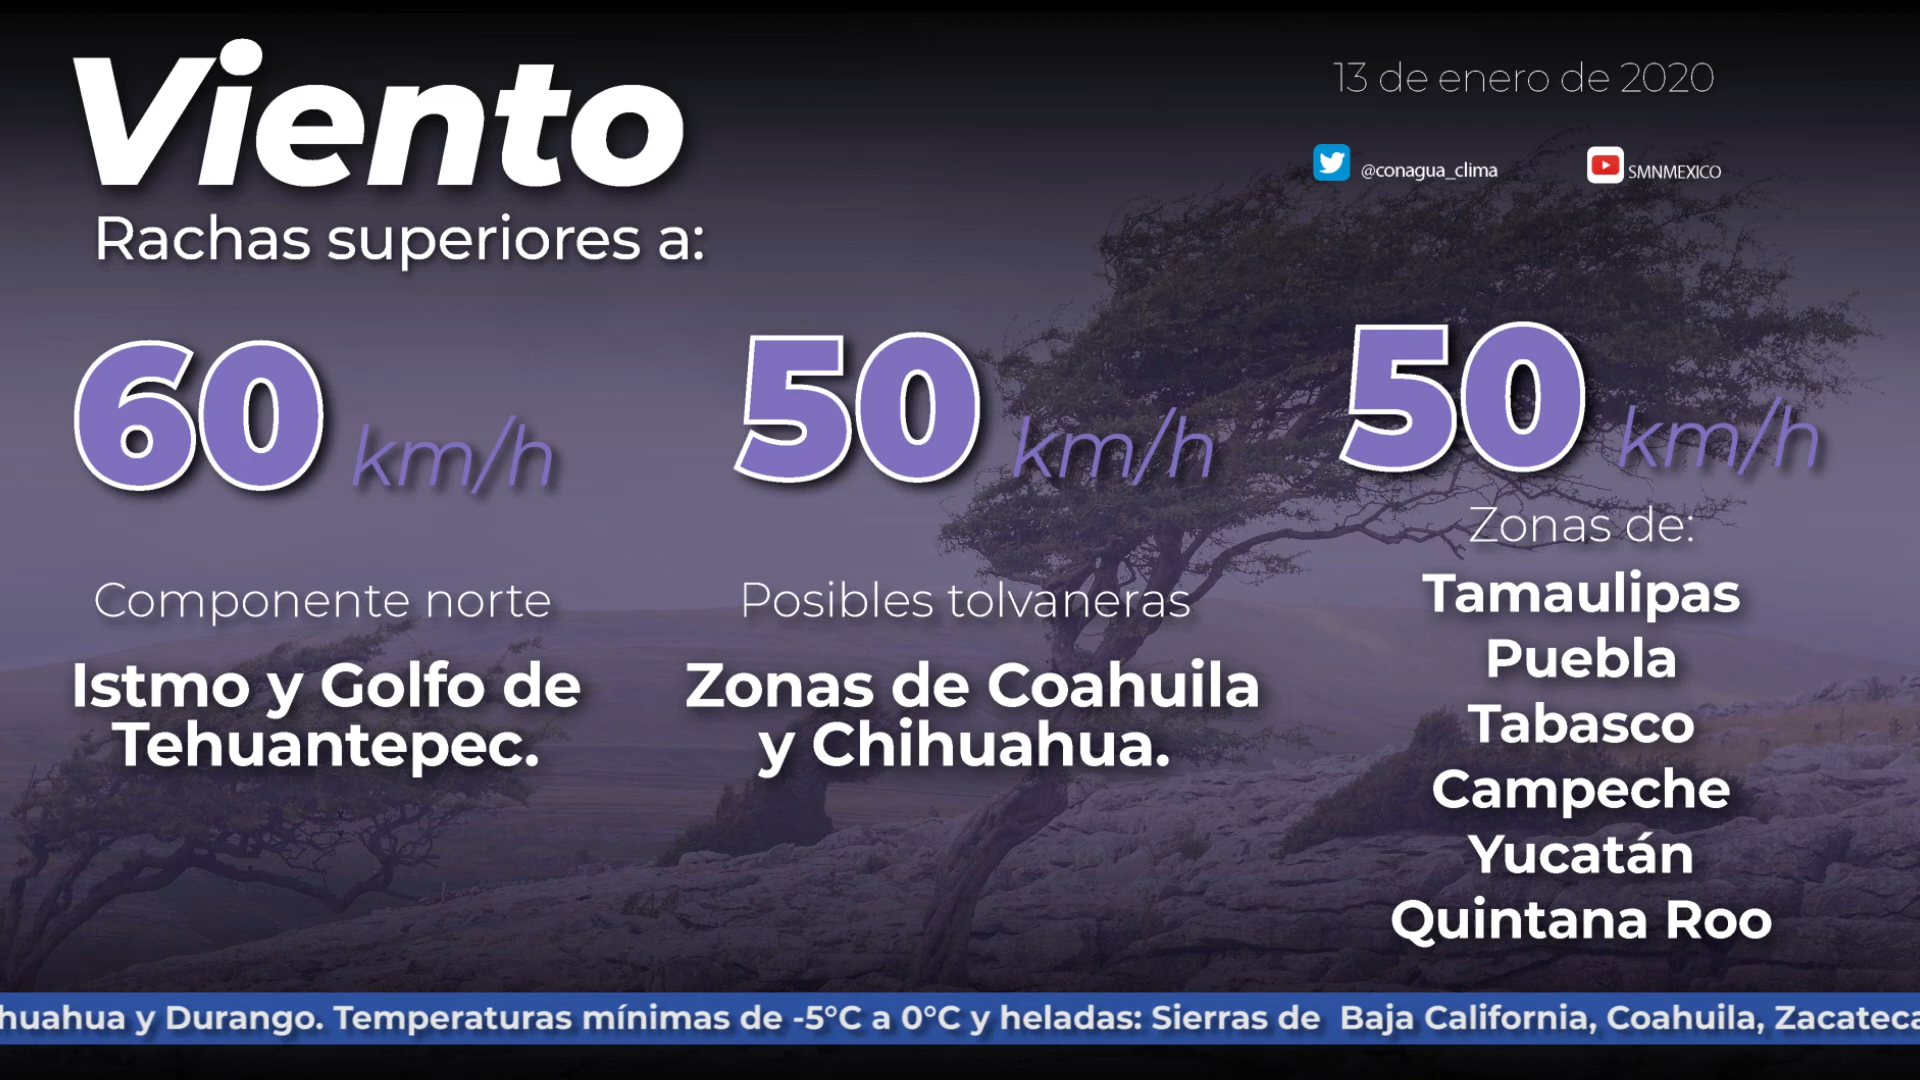 Viento
Rachas superiores a:
13 de enero de 2020
@conagua_clima
SMNMEXICO
60 km/h
Componente norte
Istmo y Golfo de
Tehuantepec.
50 km/h
Posibles tolvaneras
Zonas de Coahuila
y Chihuahua.
50 km/h
Zonas de:
Tamaulipas
Puebla
Tabasco
Campeche
Yucatán
Quintana Roo
huahua y Durango. Temperaturas mínimas de -5°C a 0°C y heladas: Sierras de Baja California, Coahuila, Zacateca